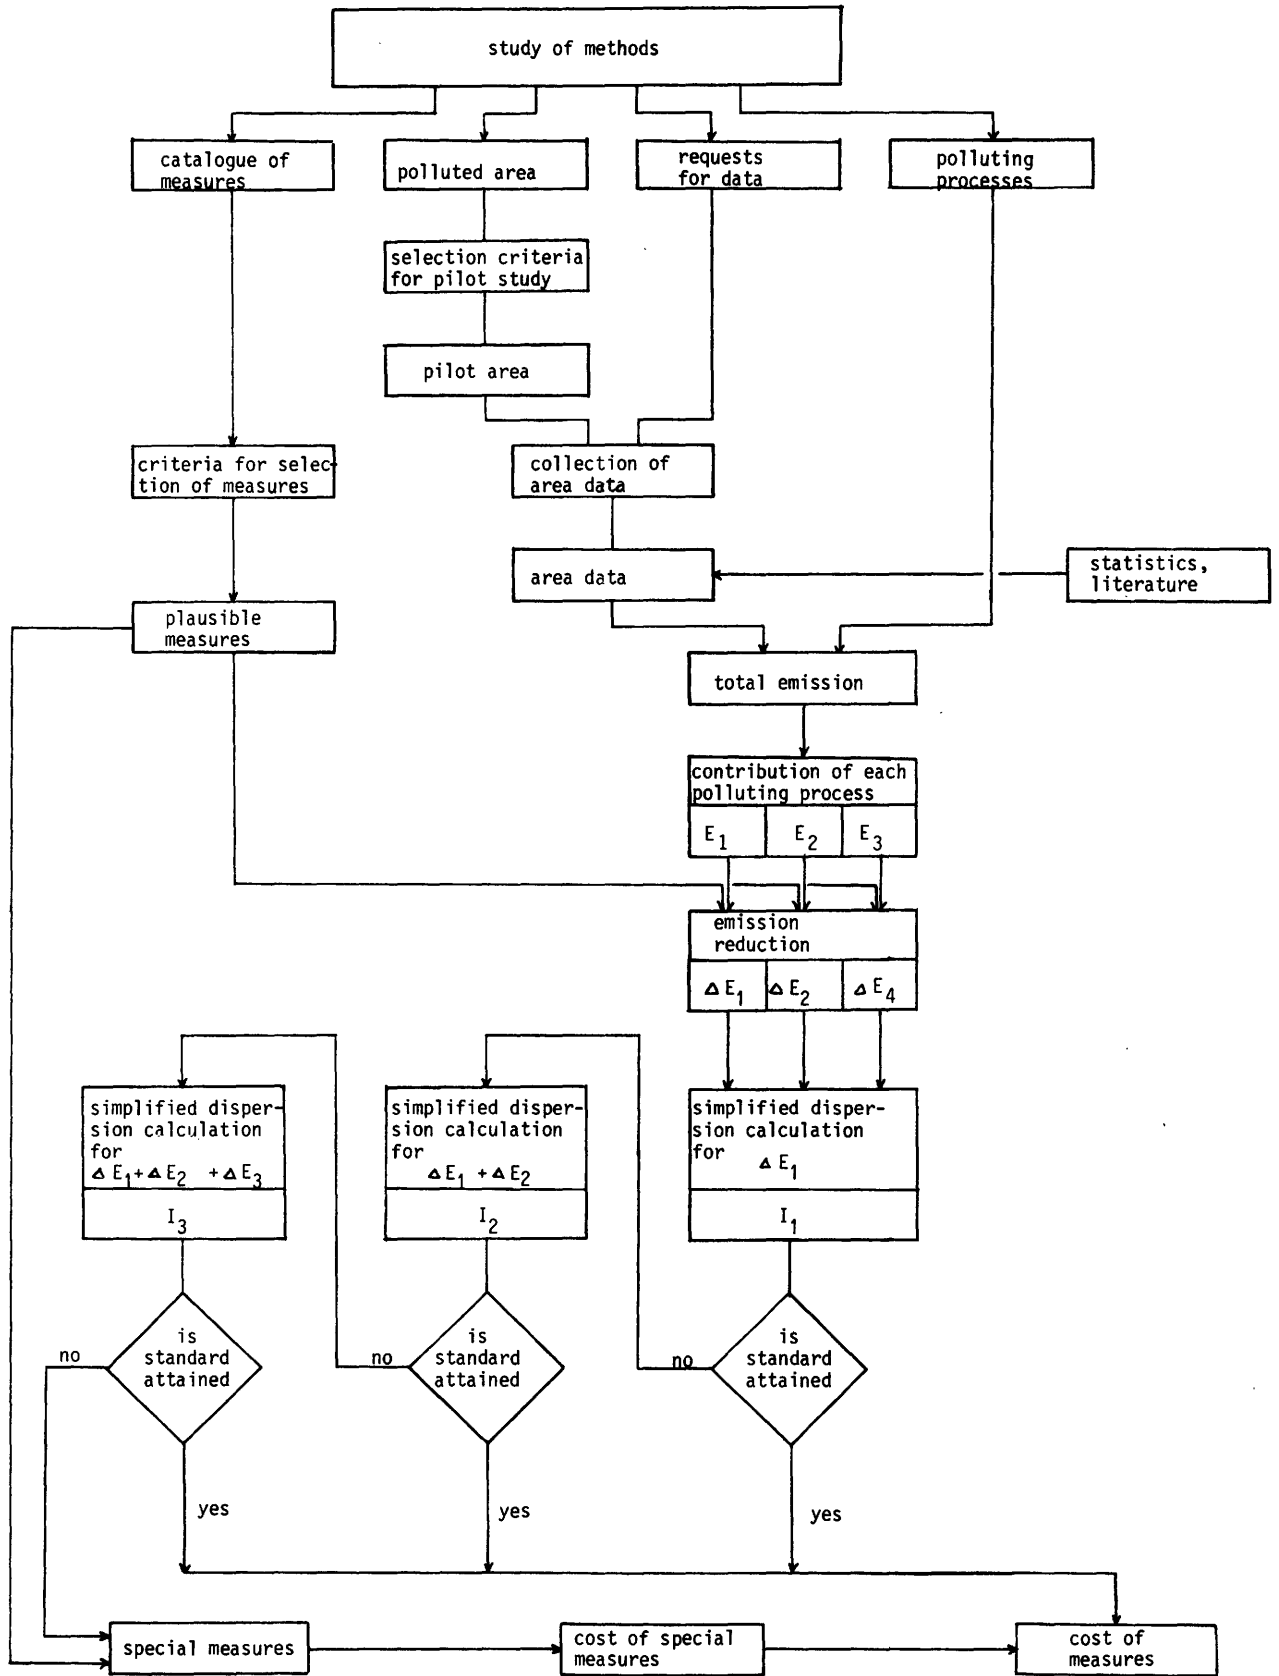 study of methods
catalogue of
measures
polluted area
requests
for data
polluting
processes
selection criteria
for pilot study
pilot area
criteria for selec-
tion of measures
collection of
area data
area data
statistics,
literature
plausible
measures
total emission
contribution of each
polluting process
E1
E2
E3
emission
reduction
ΔE1
ΔE2
ΔE4
simplified disper-
sion calculation
for
ΔE1+ΔE2 +ΔE3
I3
simplified disper-
sion calculation
for
ΔE1 +ΔE2
I2
simplified disper-
sion calculation
for ΔE1
I1
no
is
standard
attained
no
is
standard
attained
no
is
standard
attained
yes
yes
yes
special measures
cost of special
measures
cost of
measures